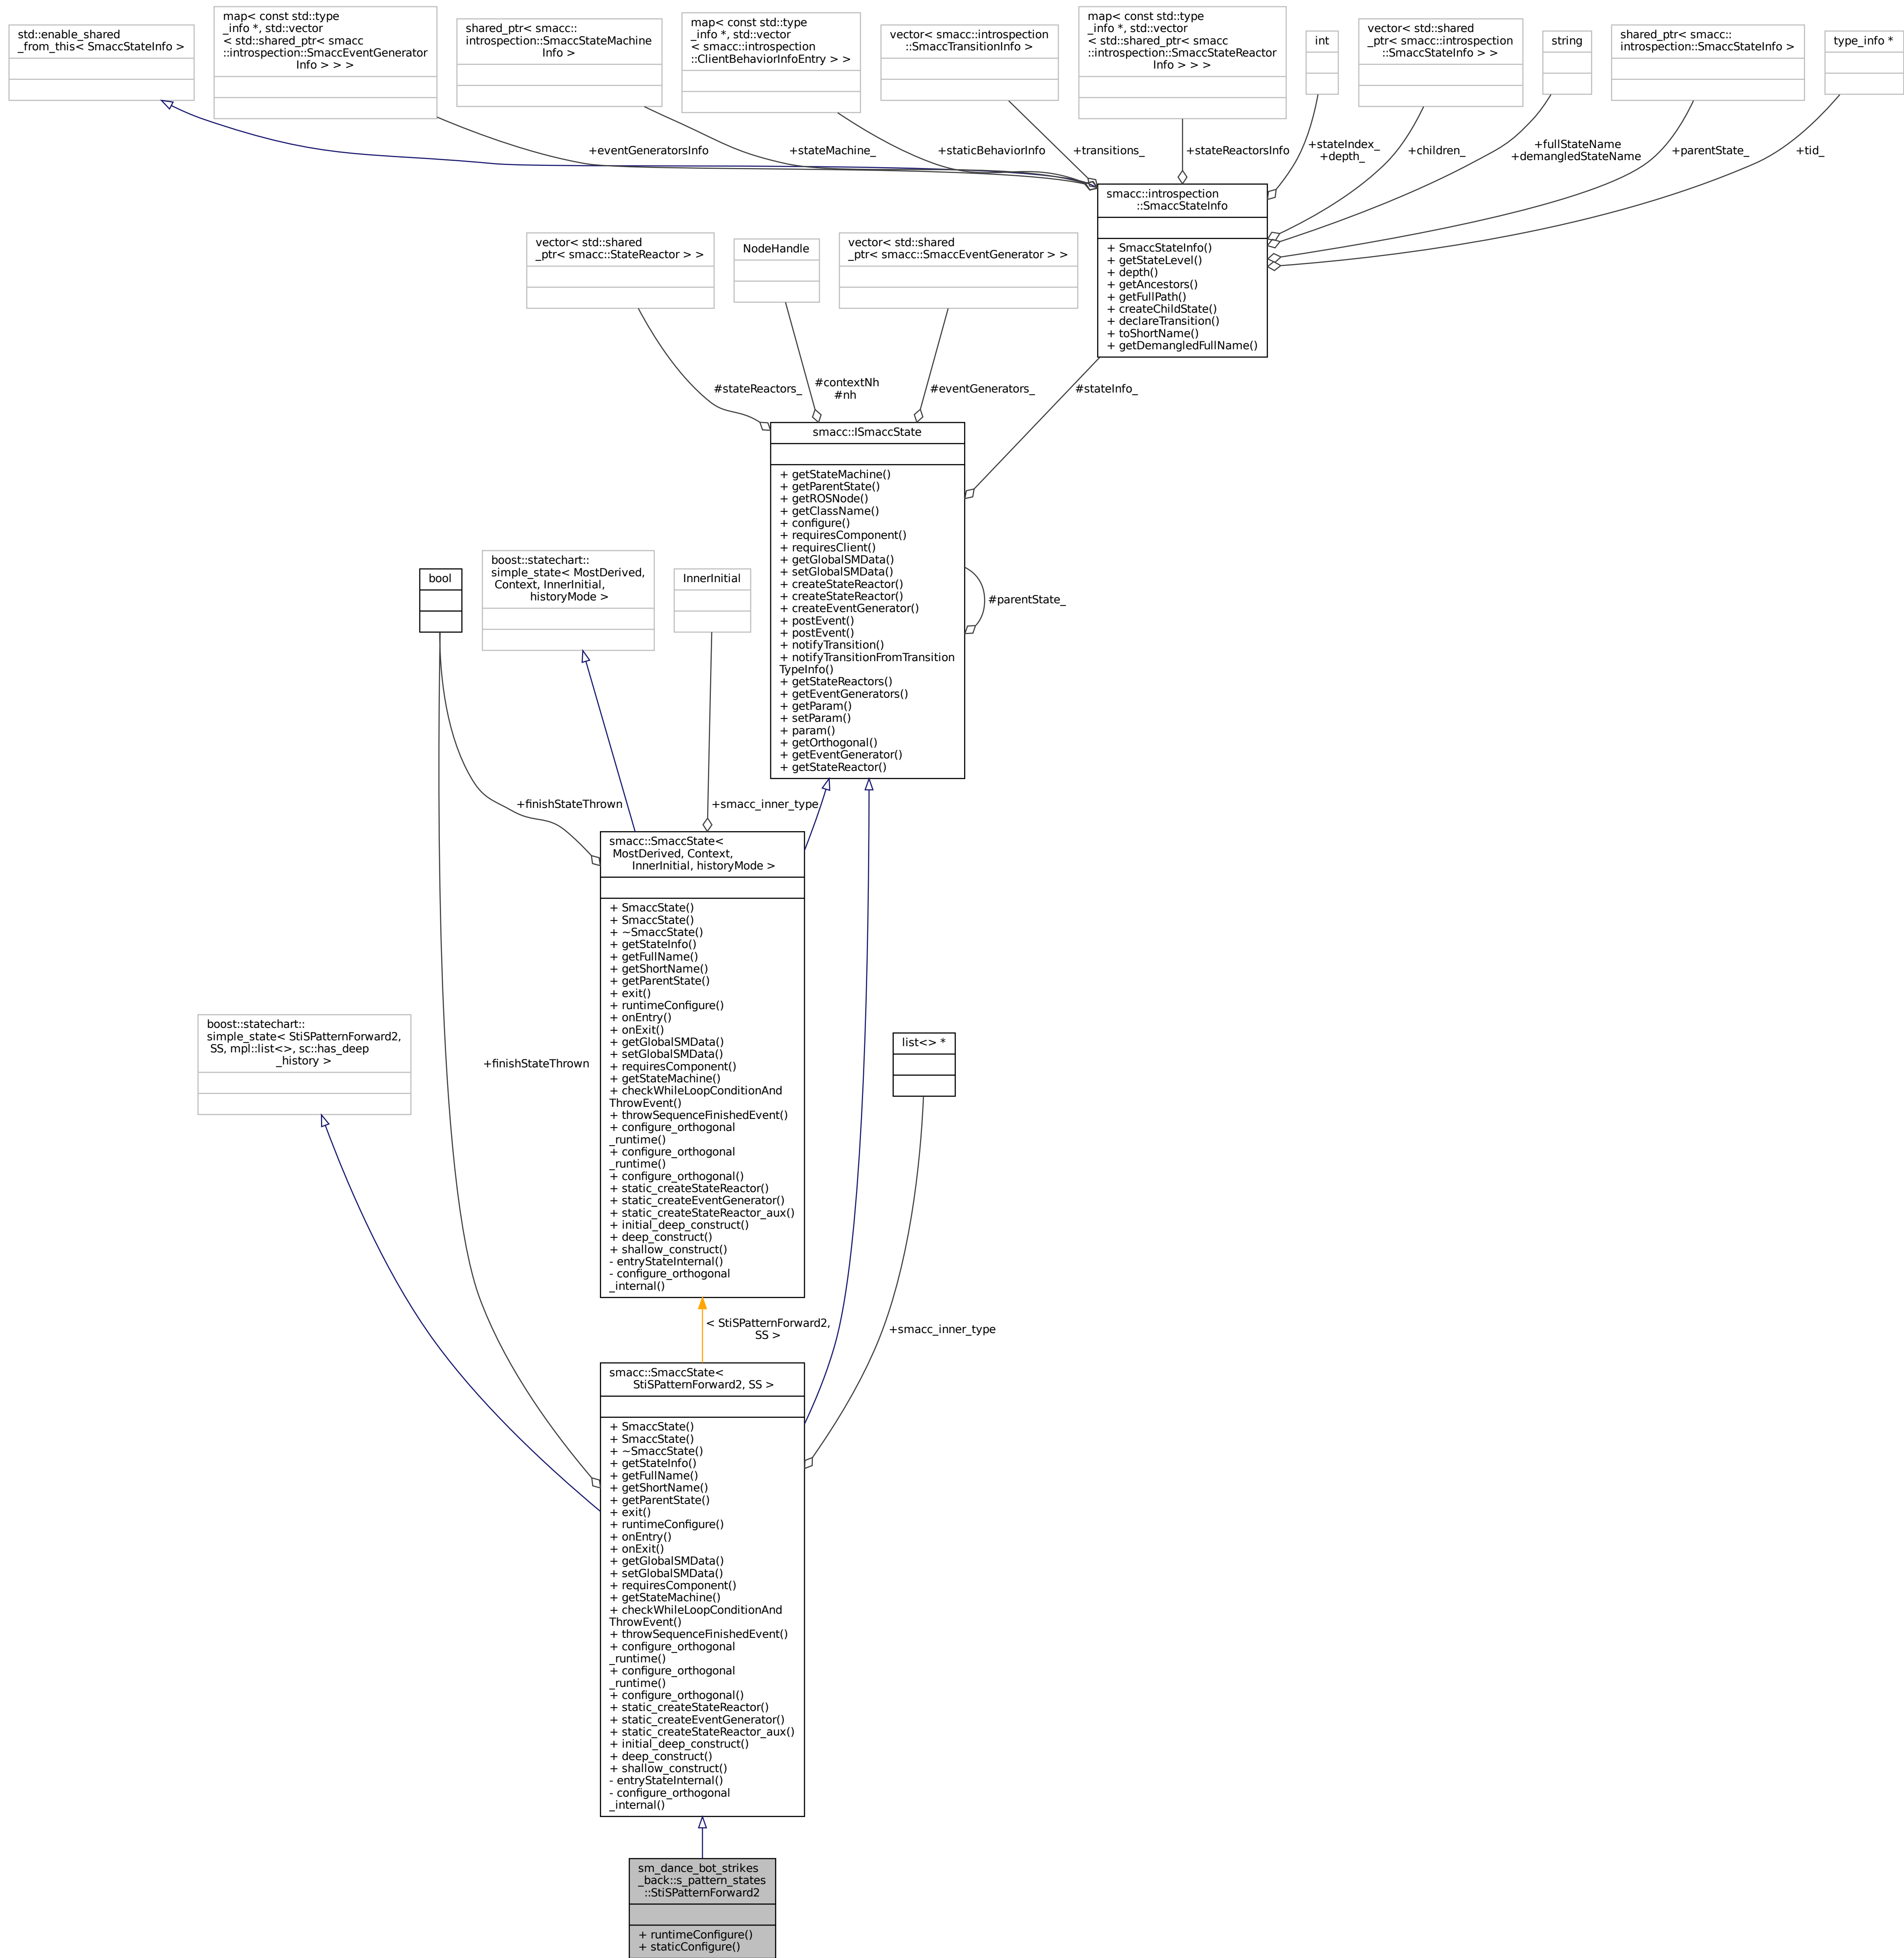 std::enable_shared
_from_this< SmaccStateInfo >
map< const std::type
_info *, std::vector
< std::shared_ptr< smacc
::introspection::SmaccEventGenerator
Info > > >
shared_ptr< smacc::
introspection::SmaccStateMachine
Info >
map< const std::type
_info *, std::vector
< smacc::introspection
::ClientBehaviorInfoEntry > >
vector< smacc::introspection
::SmaccTransitionInfo >
map< const std::type
_info *, std::vector
< std::shared_ptr< smacc
::introspection::SmaccStateReactor
Info > > >
int
vector< std::shared
_ptr< smacc::introspection
::SmaccStateInfo > >
string
shared_ptr< smacc::
introspection::SmaccStateInfo >
type_info *
+eventGeneratorsInfo
+stateMachine_
+staticBehaviorInfo
+transitions_
+stateReactorsInfo
+stateIndex_
+depth_
+children_
+fullStateName
+demangledStateName
+parentState_
+tid_
smacc::introspection
::SmaccStateInfo
+ SmaccStateInfo()
+ getStateLevel()
+ depth()
+ getAncestors()
+ getFullPath()
+ createChildState()
+ declareTransition()
+ toShortName()
+ getDemangledFullName()
vector< std::shared
_ptr< smacc::StateReactor > >
NodeHandle
vector< std::shared
_ptr< smacc::SmaccEventGenerator > >
#stateReactors_
#contextNh
#nh
#eventGenerators_
#stateInfo_
smacc::ISmaccState
+ getStateMachine()
+ getParentState()
+ getROSNode()
+ getClassName()
+ configure()
+ requiresComponent()
+ requiresClient()
+ getGlobalSMData()
+ setGlobalSMData()
+ createStateReactor()
+ createStateReactor()
+ createEventGenerator()
+ postEvent()
+ postEvent()
+ notifyTransition()
+ notifyTransitionFromTransition
TypeInfo()
+ getStateReactors()
+ getEventGenerators()
+ getParam()
+ setParam()
+ param()
+ getOrthogonal()
+ getEventGenerator()
+ getStateReactor()
#parentState_
bool
boost::statechart::
simple_state< MostDerived,
Context, InnerInitial,
historyMode >
InnerInitial
+finishStateThrown
+smacc_inner_type
smacc::SmaccState<
MostDerived, Context,
InnerInitial, historyMode >
+ SmaccState()
+ SmaccState()
+ ~SmaccState()
+ getStateInfo()
+ getFullName()
+ getShortName()
+ getParentState()
+ exit()
+ runtimeConfigure()
+ onEntry()
+ onExit()
+ getGlobalSMData()
+ setGlobalSMData()
+ requiresComponent()
+ getStateMachine()
+ checkWhileLoopConditionAnd
ThrowEvent()
+ throwSequenceFinishedEvent()
+ configure_orthogonal
_runtime()
+ configure_orthogonal
_runtime()
+ configure_orthogonal()
+ static_createStateReactor()
+ static_createEventGenerator()
+ static_createStateReactor_aux()
+ initial_deep_construct()
+ deep_construct()
+ shallow_construct()
- entryStateInternal()
- configure_orthogonal
_internal()
boost::statechart::
simple_state< StiSPatternForward2,
SS, mpl::list<>, sc::has_deep
_history >
+finishStateThrown
list<> *
< StiSPatternForward2,
SS >
+smacc_inner_type
smacc::SmaccState<
StiSPatternForward2, SS >
+ SmaccState()
+ SmaccState()
+ ~SmaccState()
+ getStateInfo()
+ getFullName()
+ getShortName()
+ getParentState()
+ exit()
+ runtimeConfigure()
+ onEntry()
+ onExit()
+ getGlobalSMData()
+ setGlobalSMData()
+ requiresComponent()
+ getStateMachine()
+ checkWhileLoopConditionAnd
ThrowEvent()
+ throwSequenceFinishedEvent()
+ configure_orthogonal
_runtime()
+ configure_orthogonal
_runtime()
+ configure_orthogonal()
+ static_createStateReactor()
+ static_createEventGenerator()
+ static_createStateReactor_aux()
+ initial_deep_construct()
+ deep_construct()
+ shallow_construct()
- entryStateInternal()
- configure_orthogonal
_internal()
sm_dance_bot_strikes
_back::s_pattern_states
::StiSPatternForward2
+ runtimeConfigure()
+ staticConfigure()